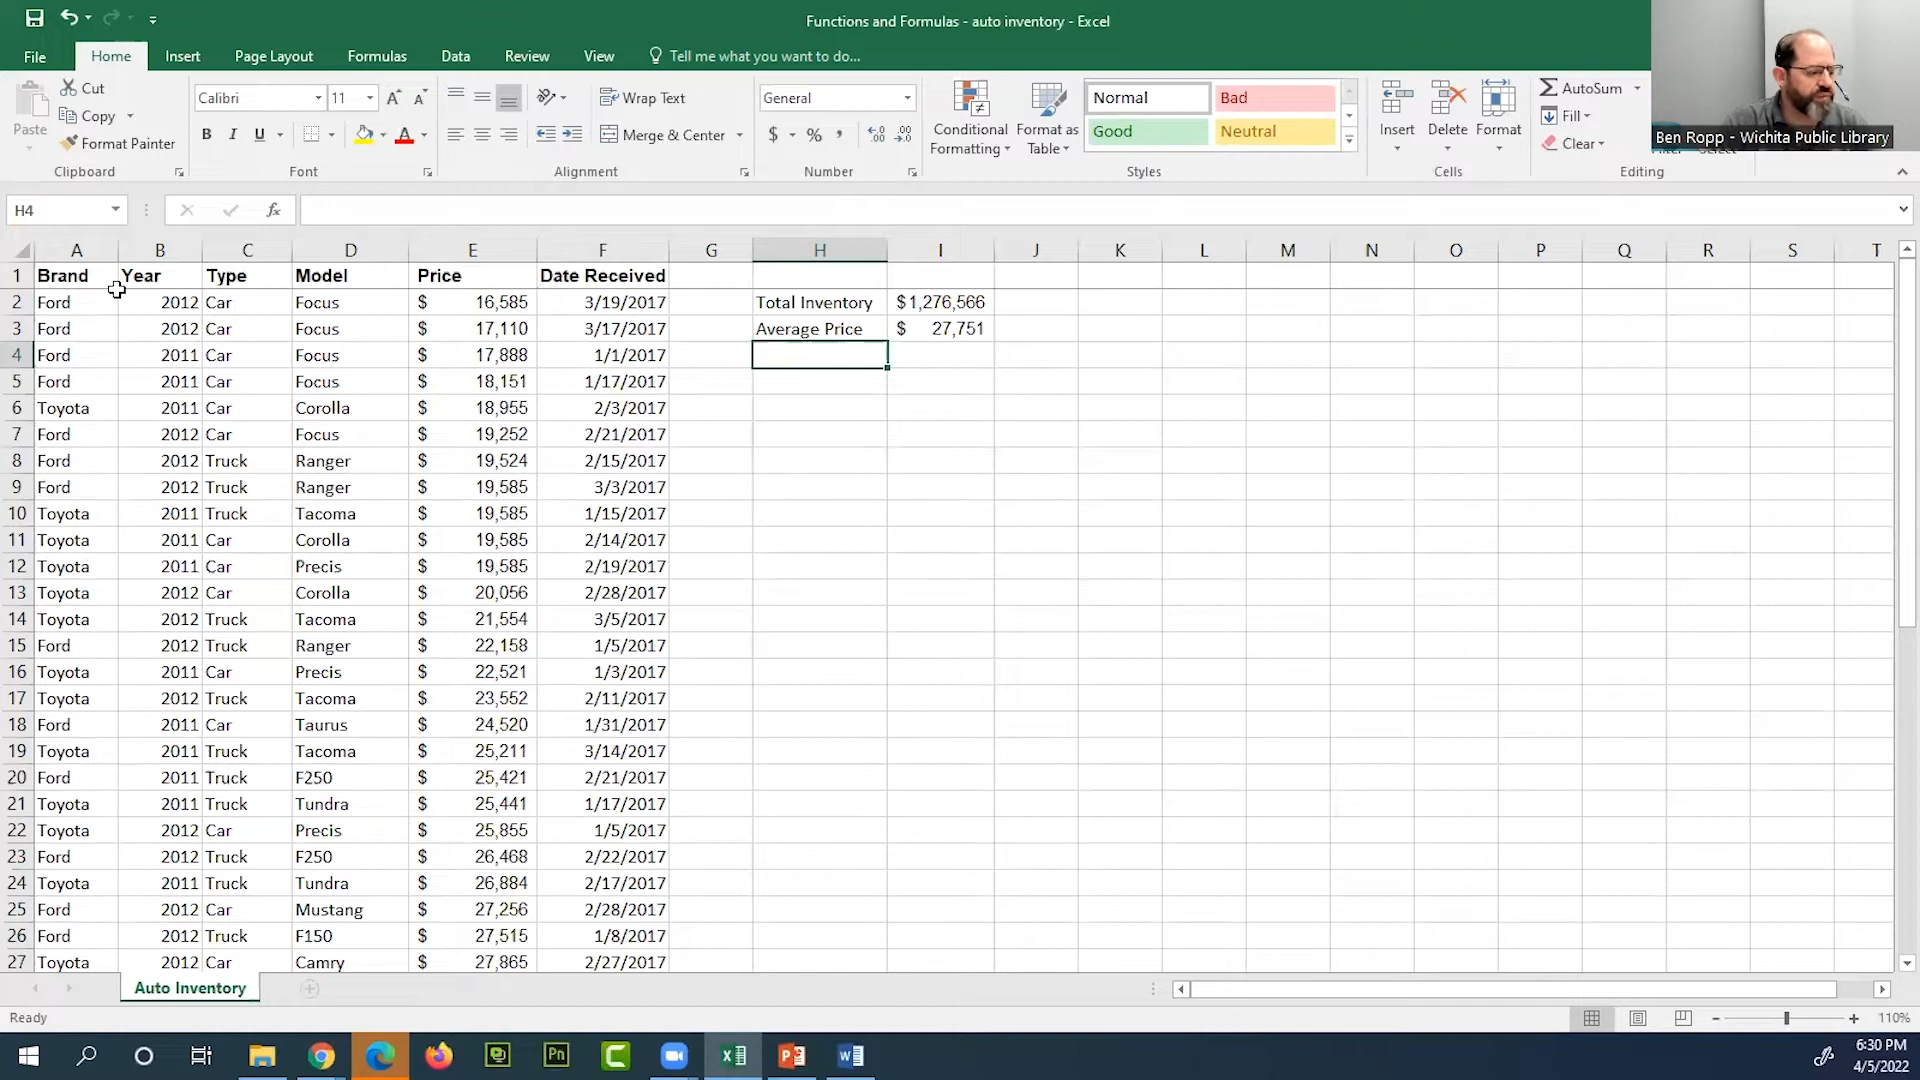 Functions and Formulas - auto inventory - Excel
File Home Insert Page Layout Formulas Data Review View Tell me what you want to do...
Paste Cut Copy Format Painter Clipboard
Calibri 11 B I U A Font
Wrap Text Merge & Center Alignment
General $ % , Number
Conditional Formatting Format as Table Normal Bad Good Neutral Styles
Insert Delete Format Cells
AutoSum Fill Clear Editing
Ben Ropp - Wichita Public Library
H4 fx
A B C D E F G H I J K L M N O P Q R S T
1 Brand Year Type Model Price Date Received
2 Ford 2012 Car Focus $ 16,585 3/19/2017 Total Inventory $1,276,566
3 Ford 2012 Car Focus $ 17,110 3/17/2017 Average Price $ 27,751
4 Ford 2011 Car Focus $ 17,888 1/1/2017
5 Ford 2011 Car Focus $ 18,151 1/17/2017
6 Toyota 2011 Car Corolla $ 18,955 2/3/2017
7 Ford 2012 Car Focus $ 19,252 2/21/2017
8 Ford 2012 Truck Ranger $ 19,524 2/15/2017
9 Ford 2012 Truck Ranger $ 19,585 3/3/2017
10 Toyota 2011 Truck Tacoma $ 19,585 1/15/2017
11 Toyota 2011 Car Corolla $ 19,585 2/14/2017
12 Toyota 2011 Car Precis $ 19,585 2/19/2017
13 Toyota 2012 Car Corolla $ 20,056 2/28/2017
14 Toyota 2012 Truck Tacoma $ 21,554 3/5/2017
15 Ford 2012 Truck Ranger $ 22,158 1/5/2017
16 Toyota 2011 Car Precis $ 22,521 1/3/2017
17 Toyota 2012 Truck Tacoma $ 23,552 2/11/2017
18 Ford 2011 Car Taurus $ 24,520 1/31/2017
19 Toyota 2011 Truck Tacoma $ 25,211 3/14/2017
20 Ford 2011 Truck F250 $ 25,421 2/21/2017
21 Toyota 2011 Truck Tundra $ 25,441 1/17/2017
22 Toyota 2012 Car Precis $ 25,855 1/5/2017
23 Ford 2012 Truck F250 $ 26,468 2/22/2017
24 Toyota 2011 Truck Tundra $ 26,884 2/17/2017
25 Ford 2012 Car Mustang $ 27,256 2/28/2017
26 Ford 2012 Truck F150 $ 27,515 1/8/2017
27 Toyota 2012 Car Camry $ 27,865 2/27/2017
Auto Inventory
Ready 110%
Pn
6:30 PM
4/5/2022